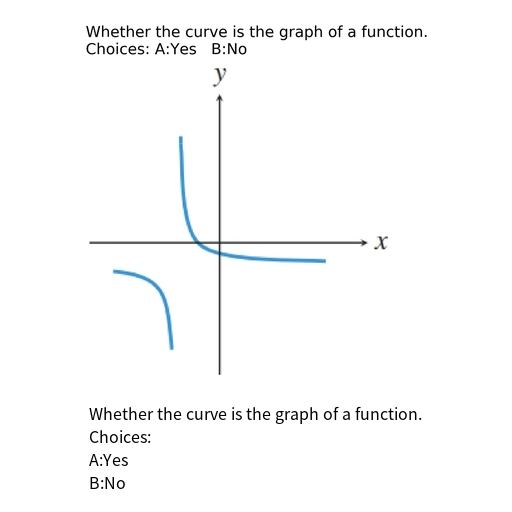 Whether the curve is the graph of a function.
Choices: A:Yes   B:No
y
x
Whether the curve is the graph of a function.
Choices:
A:Yes
B:No